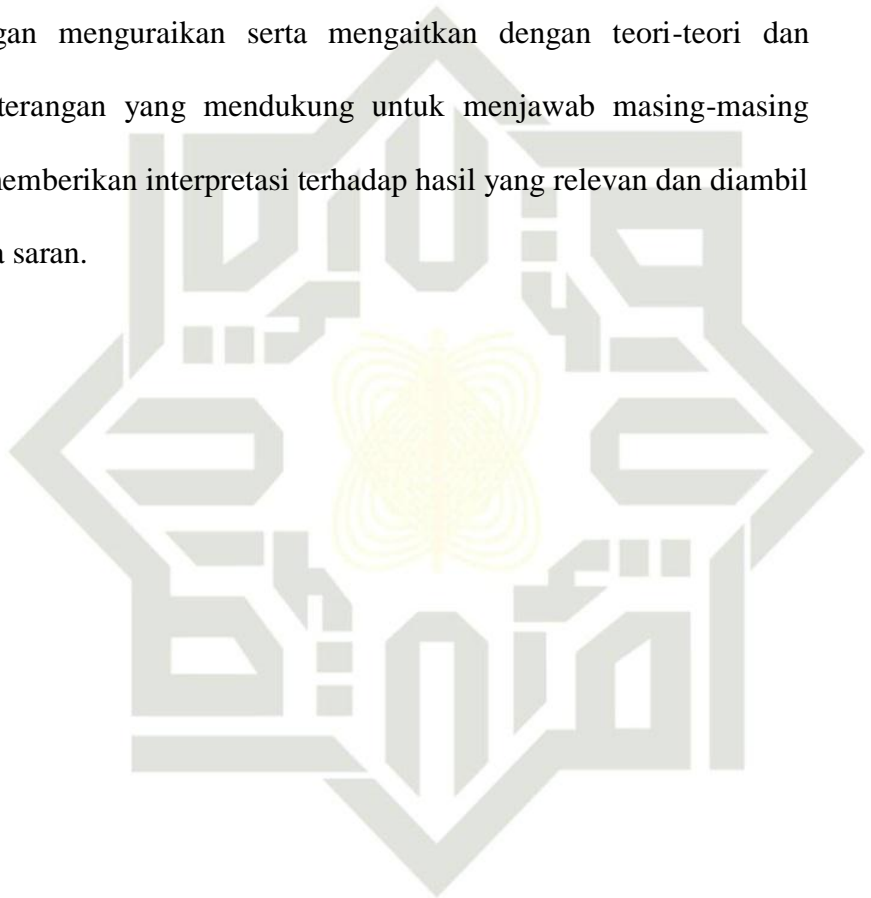 gan menguraikan serta mengaitkan dengan teori-teori dan
terangan yang mendukung untuk menjawab masing-masing
memberikan interpretasi terhadap hasil yang relevan dan diambil
saran.